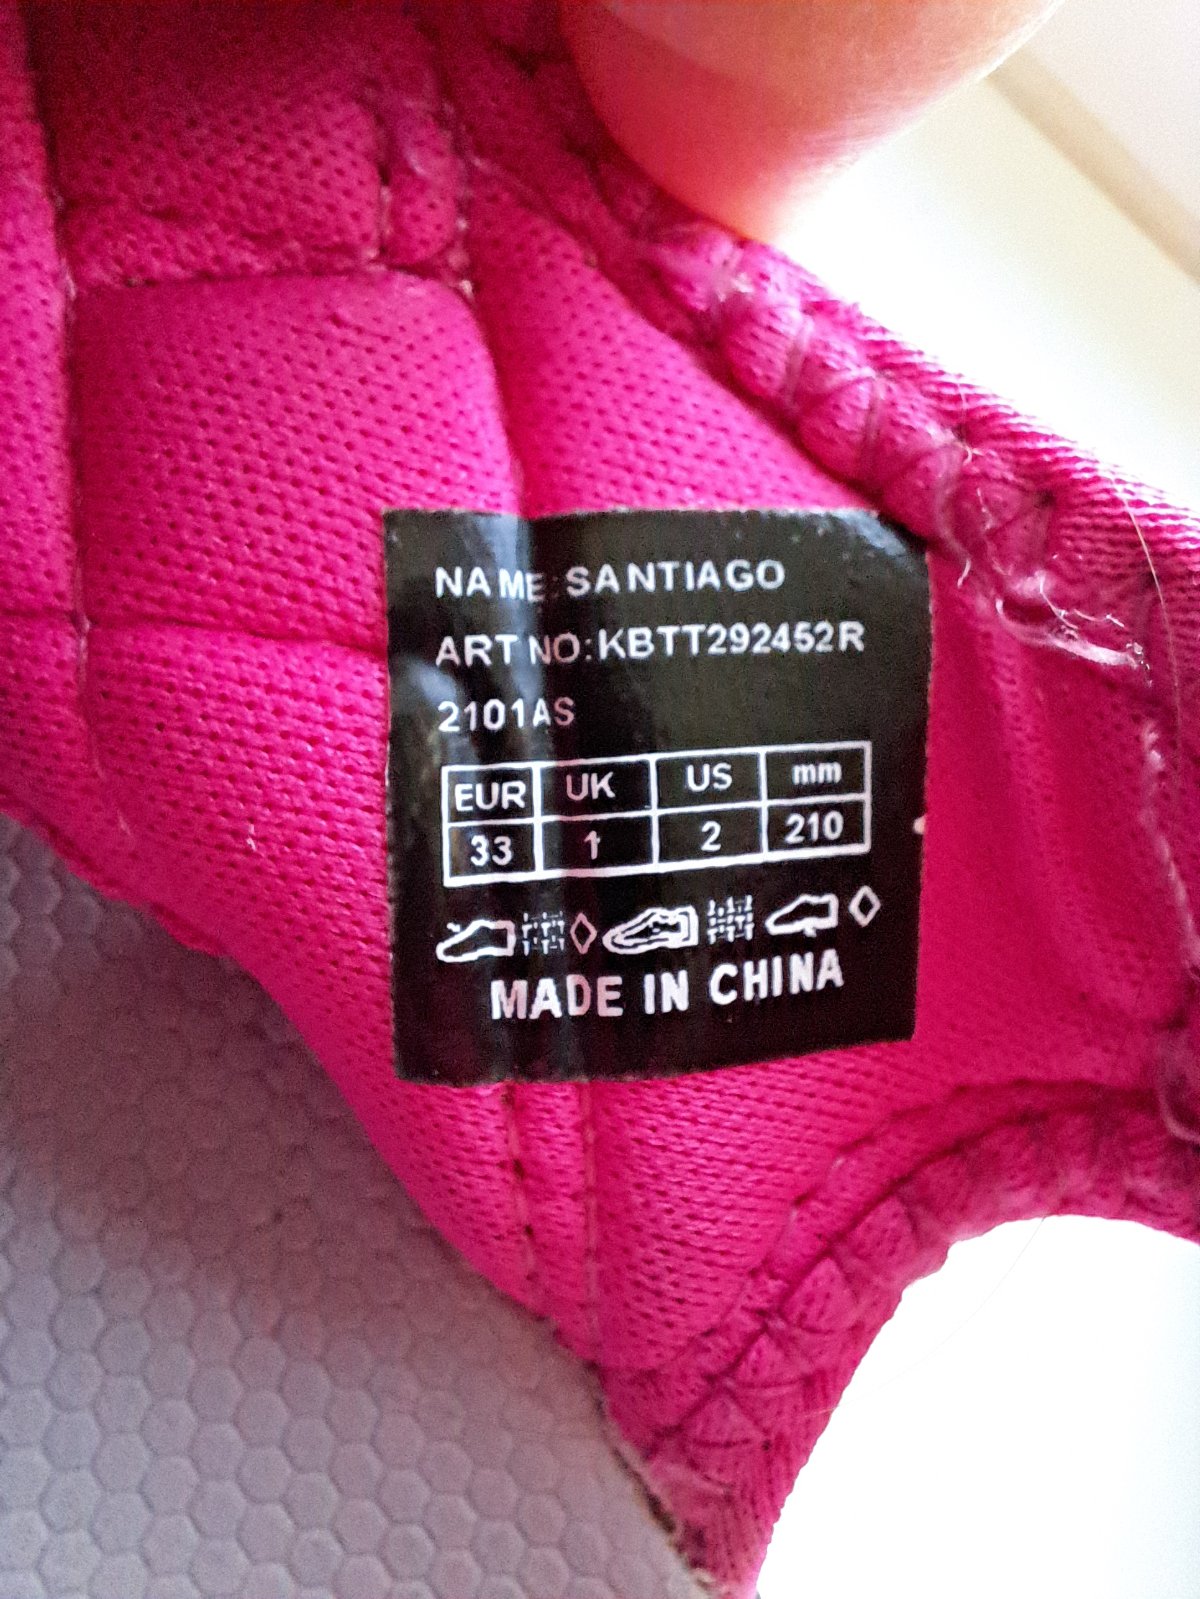 NAME:SANTIAGO
ART NO:KBTT292452R
2101AS
EUR UK US mm
33 1 2 210
MADE IN CHINA